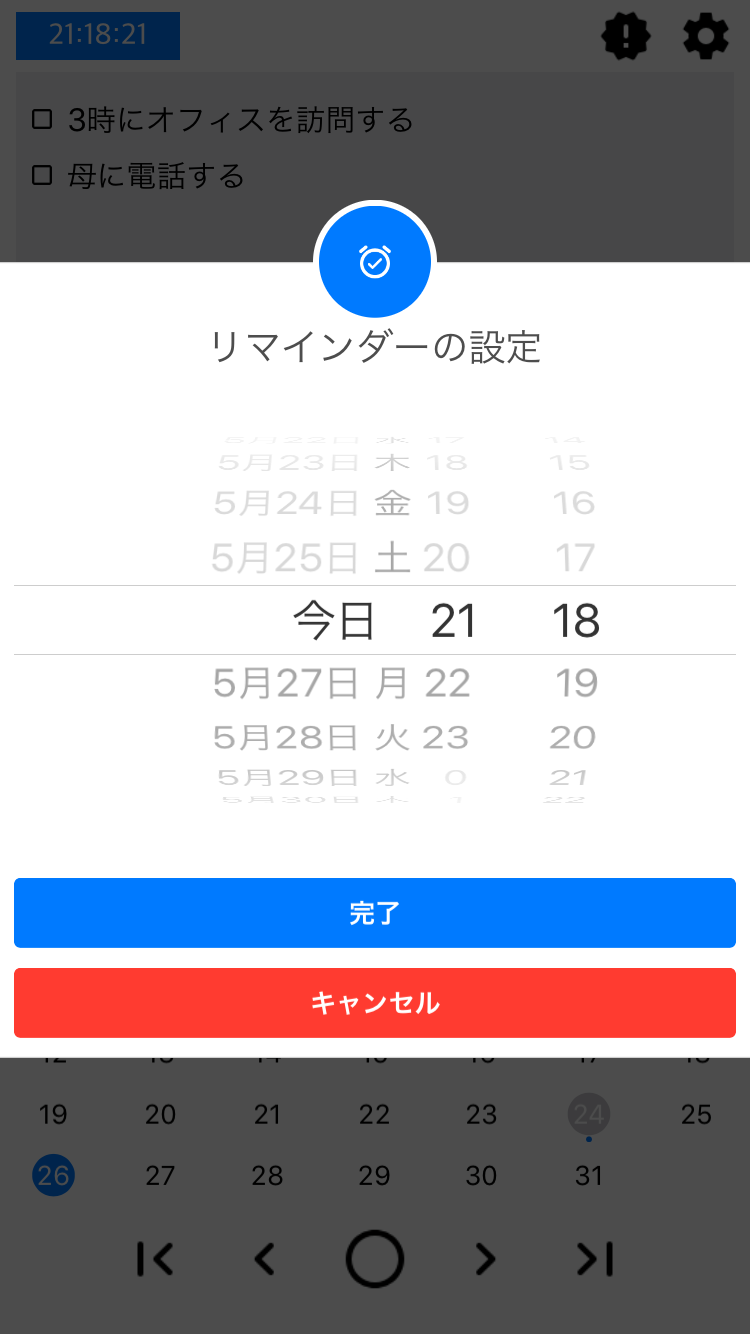 21:18:21
3時にオフィスを訪問する
母に電話する
リマインダーの設定
5月23日 木 18 15
5月24日 金 19 16
5月25日 土 20 17
今日 21 18
5月27日 月 22 19
5月28日 火 23 20
5月29日 水 0 21
完了
キャンセル
19 20 21 22 23 24 25
26 27 28 29 30 31